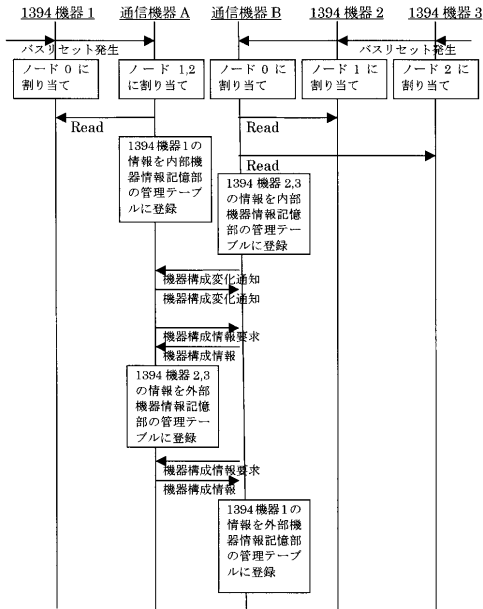 1394機器1 通信機器A 通信機器B 1394機器2 1394機器3
バスリセット発生 バスリセット発生
ノード 0 に
割り当て
ノード 1,2
に割り当て
ノード 0 に
割り当て
ノード 1 に
割り当て
ノード 2 に
割り当て
Read
Read
Read
1394機器1の
情報を内部機
器情報記憶部
の管理テーブ
ルに登録
1394機器2,3
の情報を内部
機器情報記憶
部の管理テー
ブルに登録
機器構成変化通知
機器構成変化通知
機器構成情報要求
機器構成情報
1394機器2,3
の情報を外部
機器情報記憶
部の管理テー
ブルに登録
機器構成情報要求
機器構成情報
1394機器1の
情報を外部機
器情報記憶部
の管理テーブ
ルに登録